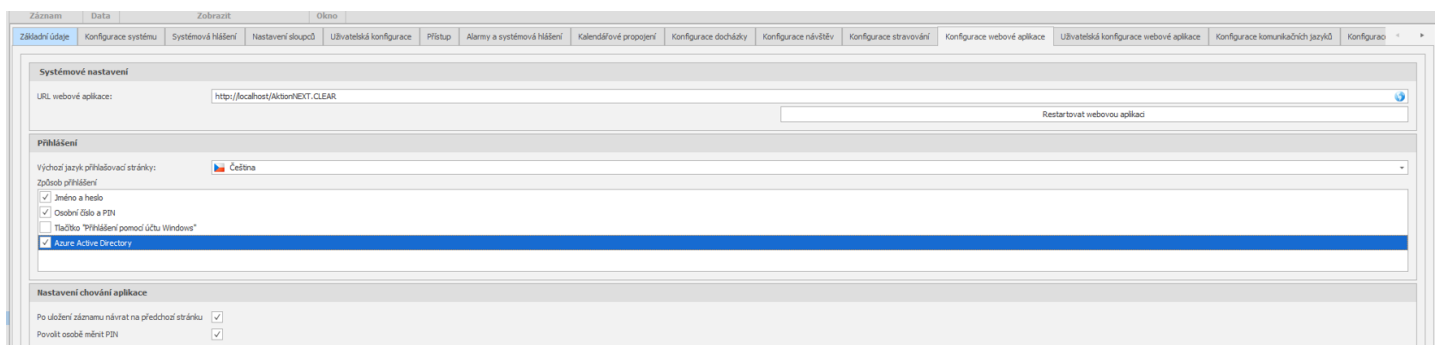 Záznam Data Zobrazit Okno
Základní údaje Konfigurace systému Systémová hlášení Nastavení sloupců Uživatelská konfigurace Přístup Alarmy a systémová hlášení Kalendářové propojení Konfigurace docházky Konfigurace návštěv Konfigurace stravování Konfigurace webové aplikace Uživatelská konfigurace webové aplikace Konfigurace komunikačních jazyků Konfigurac
Systémové nastavení
URL webové aplikace: http://localhost/AktionNEXT.CLEAR
Restartovat webovou aplikaci
Přihlášení
Výchozí jazyk přihlašovací stránky: Čeština
Způsob přihlášení
Jméno a heslo
Osobní číslo a PIN
Tlačítko "Přihlášení pomocí účtu Windows"
Azure Active Directory
Nastavení chování aplikace
Po uložení záznamu návrat na předchozí stránku
Povolit osobě měnit PIN